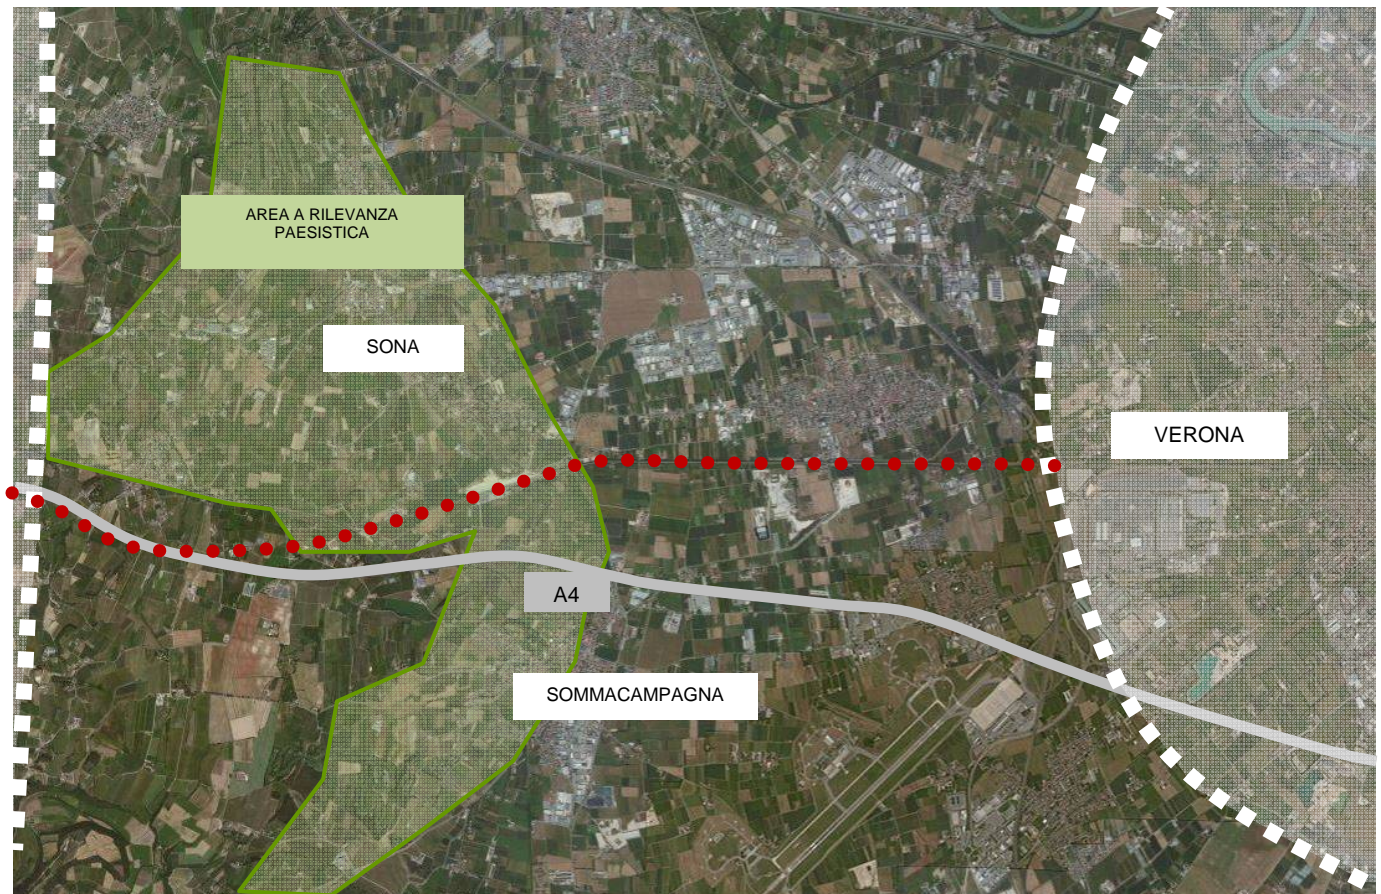 AREA A RILEVANZA
PAESISTICA
SONA
VERONA
A4
SOMMACAMPAGNA